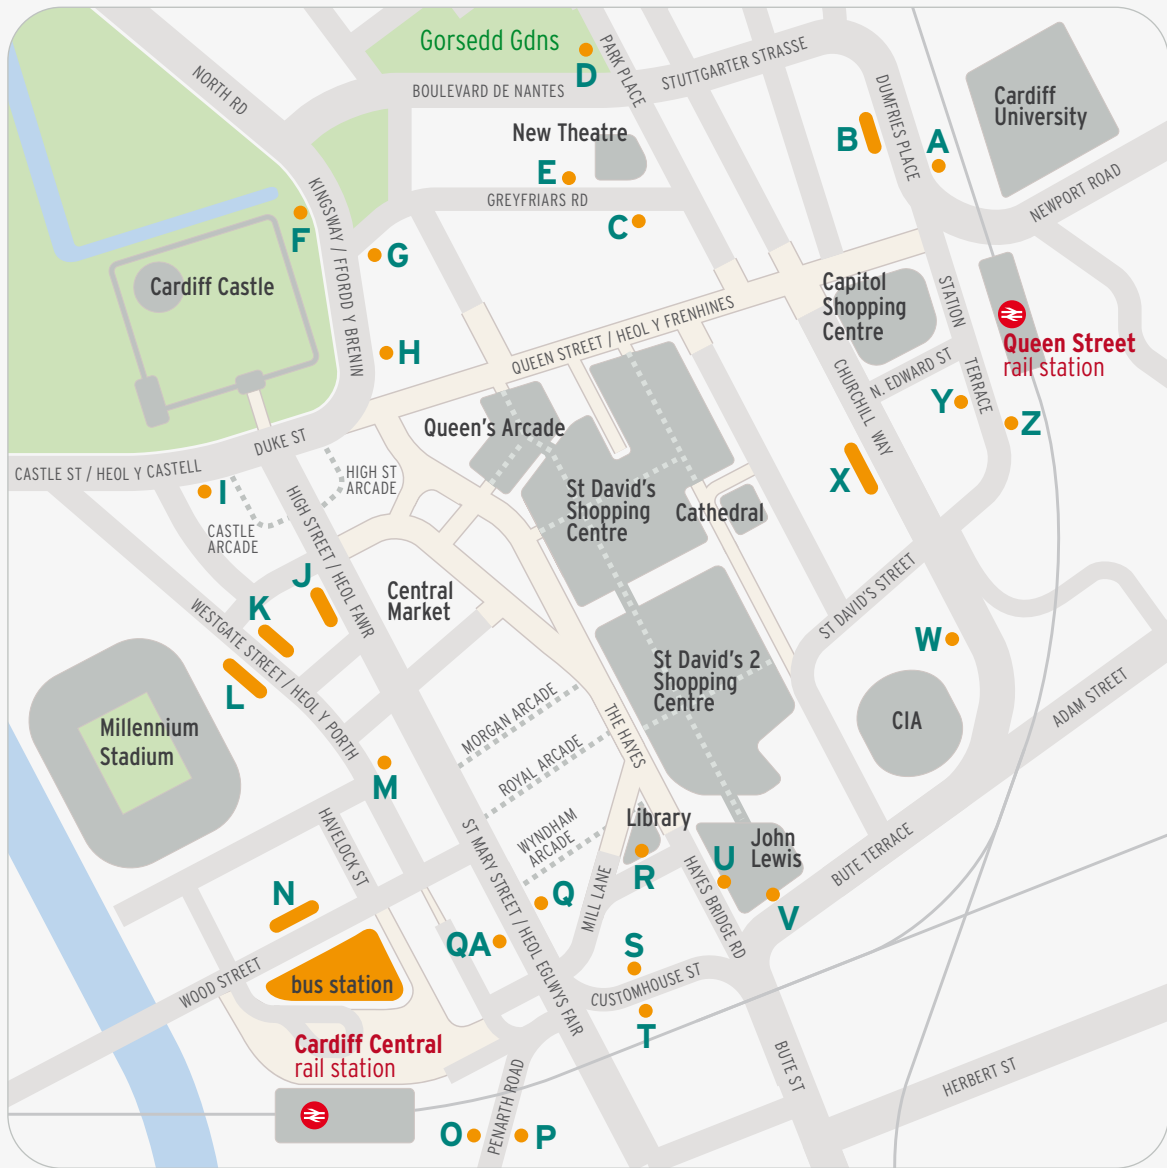 Gorsedd Gdns
D
PARK PLACE
STUTTGARTER STRASSE
NORTH RD
BOULEVARD DE NANTES
DUMFRIES PLACE
Cardiff
University
New Theatre
B
A
E
NEWPORT ROAD
GREYFRIARS RD
C
KINGSWAY / FFORDD Y BRENIN
F
G
Cardiff Castle
Capitol
Shopping
Centre
STATION
TERRACE
QUEEN STREET / HEOL Y FRENHINES
H
Queen Street
rail station
CHURCHILL WAY
N. EDWARD ST
Y
Z
Queen's Arcade
DUKE ST
CASTLE ST / HEOL Y CASTELL
HIGH ST
ARCADE
X
I
St David's
Shopping
Centre
Cathedral
CASTLE
ARCADE
HIGH STREET / HEOL FAWR
J
Central
Market
ST DAVID'S STREET
K
WESTGATE STREET / HEOL Y PORTH
W
L
St David's 2
Shopping
Centre
ADAM STREET
CIA
Millennium
Stadium
MORGAN ARCADE
THE HAYES
ROYAL ARCADE
M
WYNDHAM
ARCADE
Library
HAVELOCK ST
John
Lewis
BUTE TERRACE
ST MARY STREET / HEOL EGLWYS FAIR
U
R
MILL LANE
HAYES BRIDGE RD
N
Q
V
QA
S
bus station
WOOD STREET
CUSTOMHOUSE ST
T
Cardiff Central
rail station
BUTE ST
HERBERT ST
PENARTH ROAD
O
P